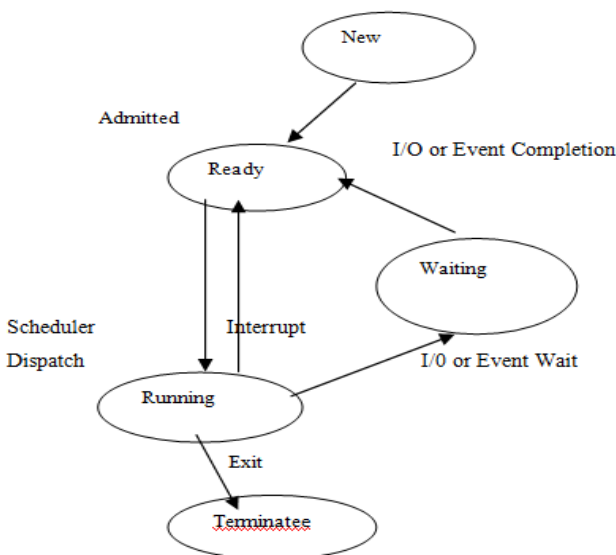 New
Admitted
I/O or Event Completion
Ready
Waiting
Scheduler
Dispatch
Interrupt
I/0 or Event Wait
Running
Exit
Terminatee